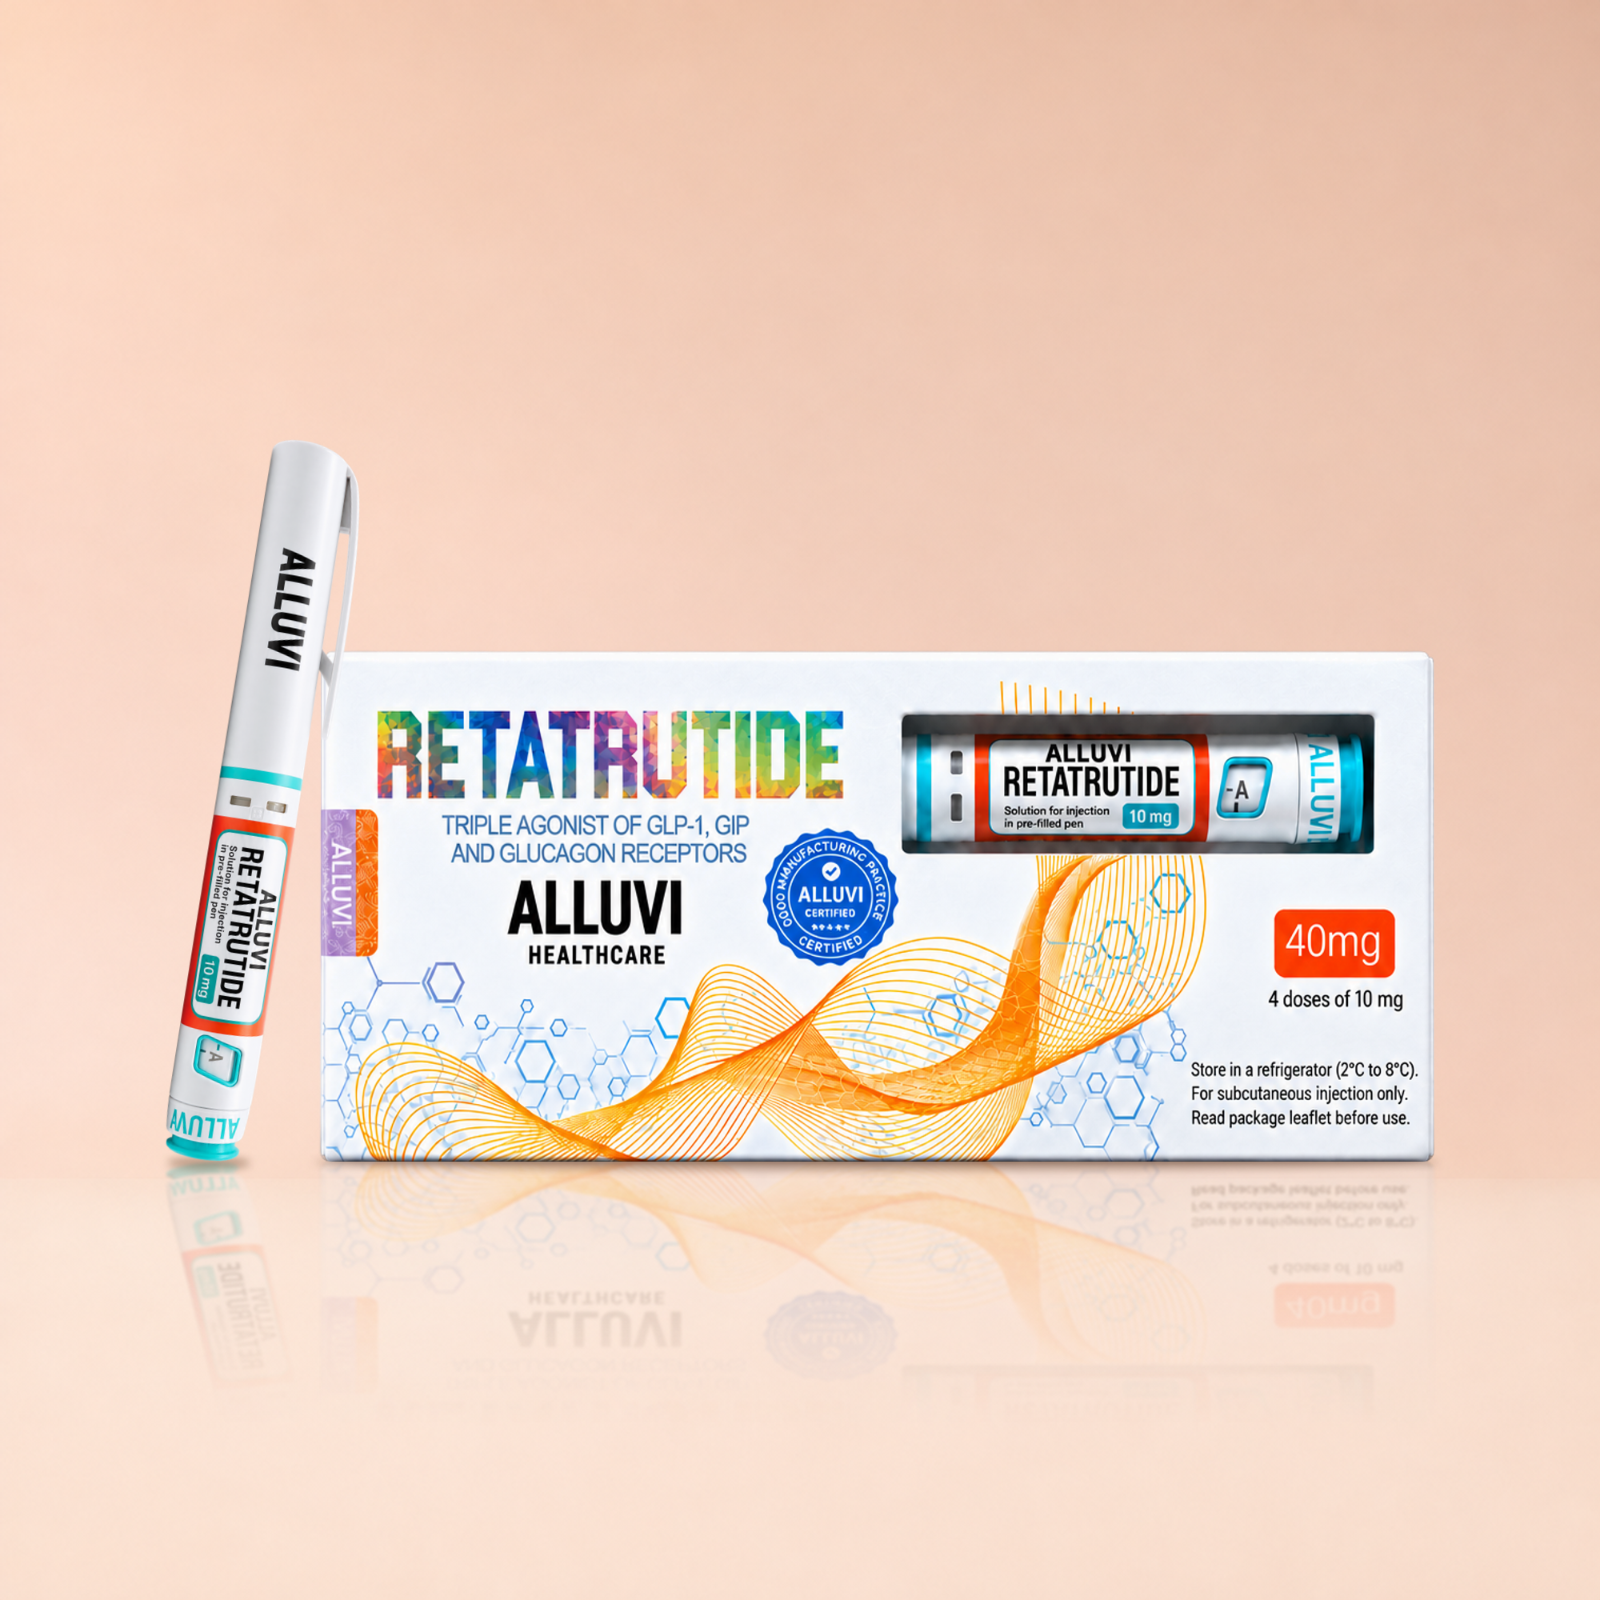 ALLUVI
ALLUVI
RETATRUTIDE
Solution for injection
in pre-filled pen
10 mg
-A
ALLUVI
RETATRUTIDE
TRIPLE AGONIST OF GLP-1, GIP
AND GLUCAGON RECEPTORS
ALLUVI
HEALTHCARE
ALLUVI
MANUFACTURING PRACTICE
ALLUVI
CERTIFIED
CERTIFIED
ALLUVI
RETATRUTIDE
Solution for injection
in pre-filled pen
10 mg
-A
ALLUVI
40mg
4 doses of 10 mg
Store in a refrigerator (2°C to 8°C).
For subcutaneous injection only.
Read package leaflet before use.